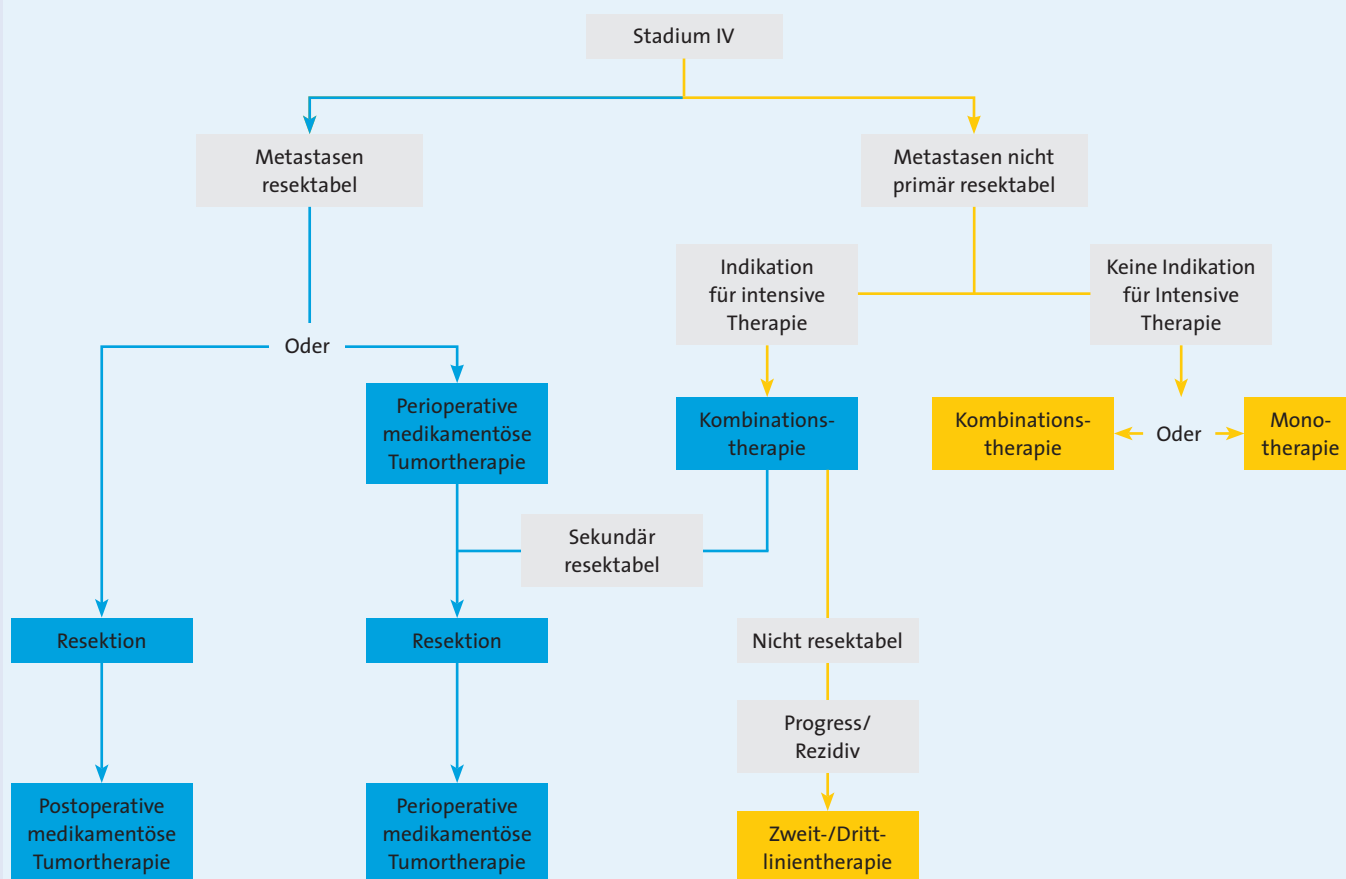 Stadium IV
Metastasen
resektabel
Metastasen nicht
primär resektabel
Indikation
für intensive
Therapie
Keine Indikation
für Intensive
Therapie
Oder
Perioperative
medikamentöse
Tumortherapie
Kombinations-
therapie
Kombinations-
therapie
Oder
Mono-
therapie
Sekundär
resektabel
Resektion
Resektion
Nicht resektabel
Progress/
Rezidiv
Postoperative
medikamentöse
Tumortherapie
Perioperative
medikamentöse
Tumortherapie
Zweit-/Dritt-
linientherapie